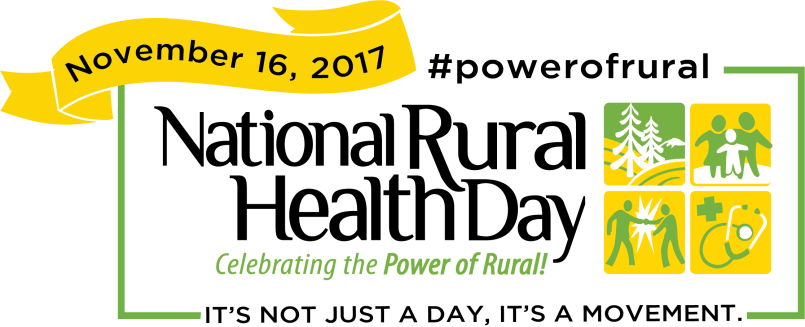 November 16, 2017
#powerofrural
National Rural
Health Day
Celebrating the Power of Rural!
IT'S NOT JUST A DAY, IT'S A MOVEMENT.